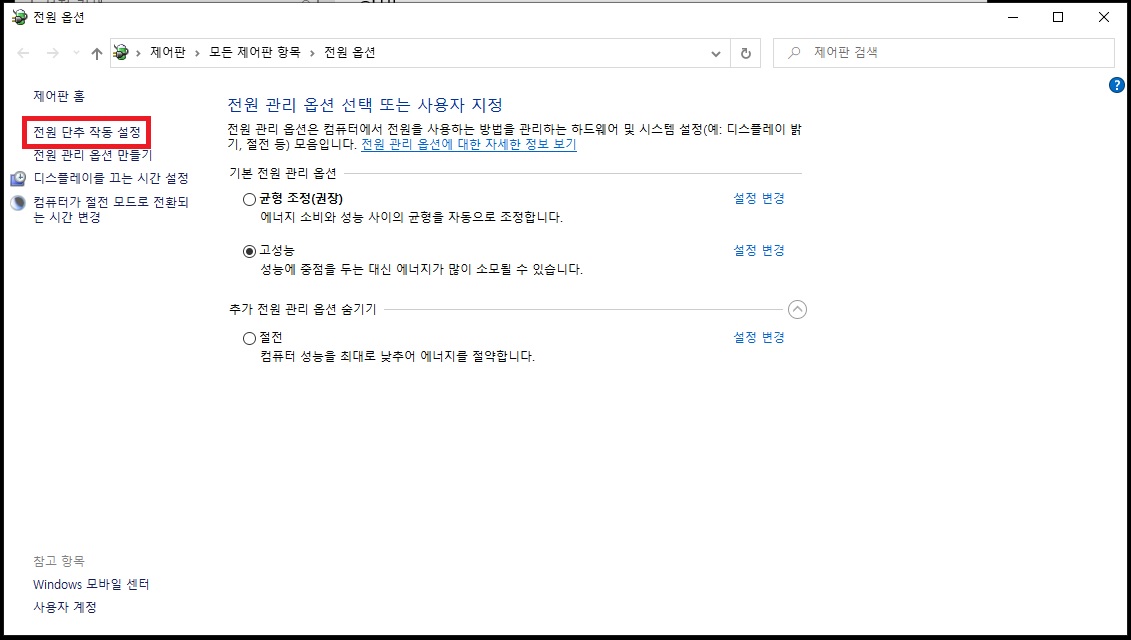 전원 옵션
제어판 > 모든 제어판 항목 > 전원 옵션
제어판 검색
제어판 홈
전원 단추 작동 설정
전원 관리 옵션 만들기
디스플레이를 끄는 시간 설정
컴퓨터가 절전 모드로 전환되
는 시간 변경
전원 관리 옵션 선택 또는 사용자 지정
전원 관리 옵션은 컴퓨터에서 전원을 사용하는 방법을 관리하는 하드웨어 및 시스템 설정(예: 디스플레이 밝
기, 절전 등) 모음입니다. 전원 관리 옵션에 대한 자세한 정보 보기
기본 전원 관리 옵션
균형 조정(권장) 설정 변경
에너지 소비와 성능 사이의 균형을 자동으로 조정합니다.
고성능 설정 변경
성능에 중점을 두는 대신 에너지가 많이 소모될 수 있습니다.
추가 전원 관리 옵션 숨기기
절전 설정 변경
컴퓨터 성능을 최대로 낮추어 에너지를 절약합니다.
참고 항목
Windows 모바일 센터
사용자 계정